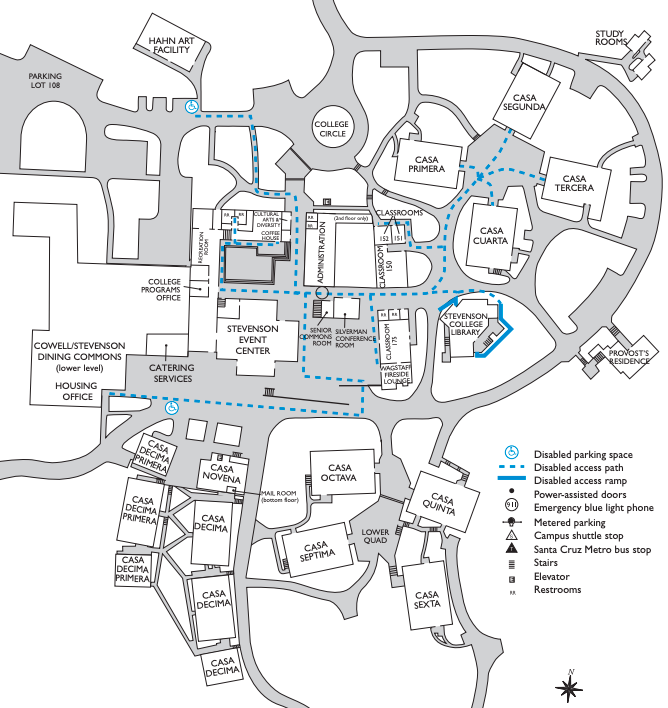 HAHN ART
FACILITY
STUDY
ROOMS
PARKING
LOT 108
CASA
SEGUNDA
COLLEGE
CIRCLE
CASA
PRIMERA
CASA
TERCERA
RR
RR
CULTURAL
ARTS &
DIVERSITY
COFFEE
HOUSE
RR
RR
(2nd floor only)
CLASSROOMS
152
151
CASA
CUARTA
RECREATION
ROOM
ADMINISTRATION
CLASSROOM
150
COLLEGE
PROGRAMS
OFFICE
STEVENSON
EVENT
CENTER
SENIOR
COMMONS
ROOM
SILVERMAN
CONFERENCE
ROOM
RR
RR
CLASSROOM
175
STEVENSON
COLLEGE
LIBRARY
COWELL/STEVENSON
DINING COMMONS
(lower level)
CATERING
SERVICES
WAGSTAFF
FIRESIDE
LOUNGE
PROVOST'S
RESIDENCE
HOUSING
OFFICE
CASA
DECIMA
PRIMERA
CASA
NOVENA
CASA
OCTAVA
MAIL ROOM
(bottom floor)
CASA
QUINTA
CASA
DECIMA
PRIMERA
CASA
DECIMA
LOWER
QUAD
CASA
SEPTIMA
CASA
DECIMA
PRIMERA
CASA
DECIMA
CASA
SEXTA
CASA
DECIMA
Disabled parking space
Disabled access path
Disabled access ramp
Power-assisted doors
911 Emergency blue light phone
Metered parking
Campus shuttle stop
Santa Cruz Metro bus stop
Stairs
Elevator
RR Restrooms
N